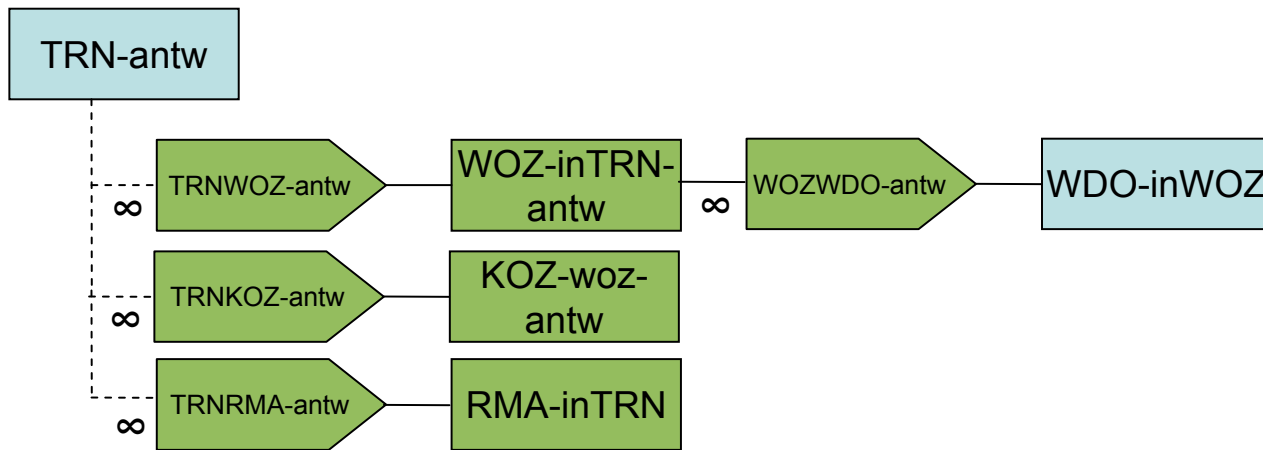 TRN-antw
TRNWOZ-antw
∞
WOZ-inTRN-
antw
∞
WOZWDO-antw
WDO-inWOZ
TRNKOZ-antw
∞
KOZ-woz-
antw
TRNRMA-antw
∞
RMA-inTRN